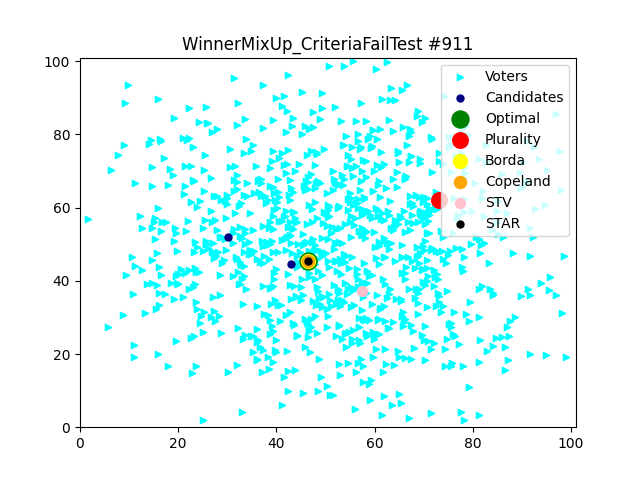 WinnerMixUp_CriteriaFailTest #911
100
80
60
40
20
0
0 20 40 60 80 100
Voters
Candidates
Optimal
Plurality
Borda
Copeland
STV
STAR